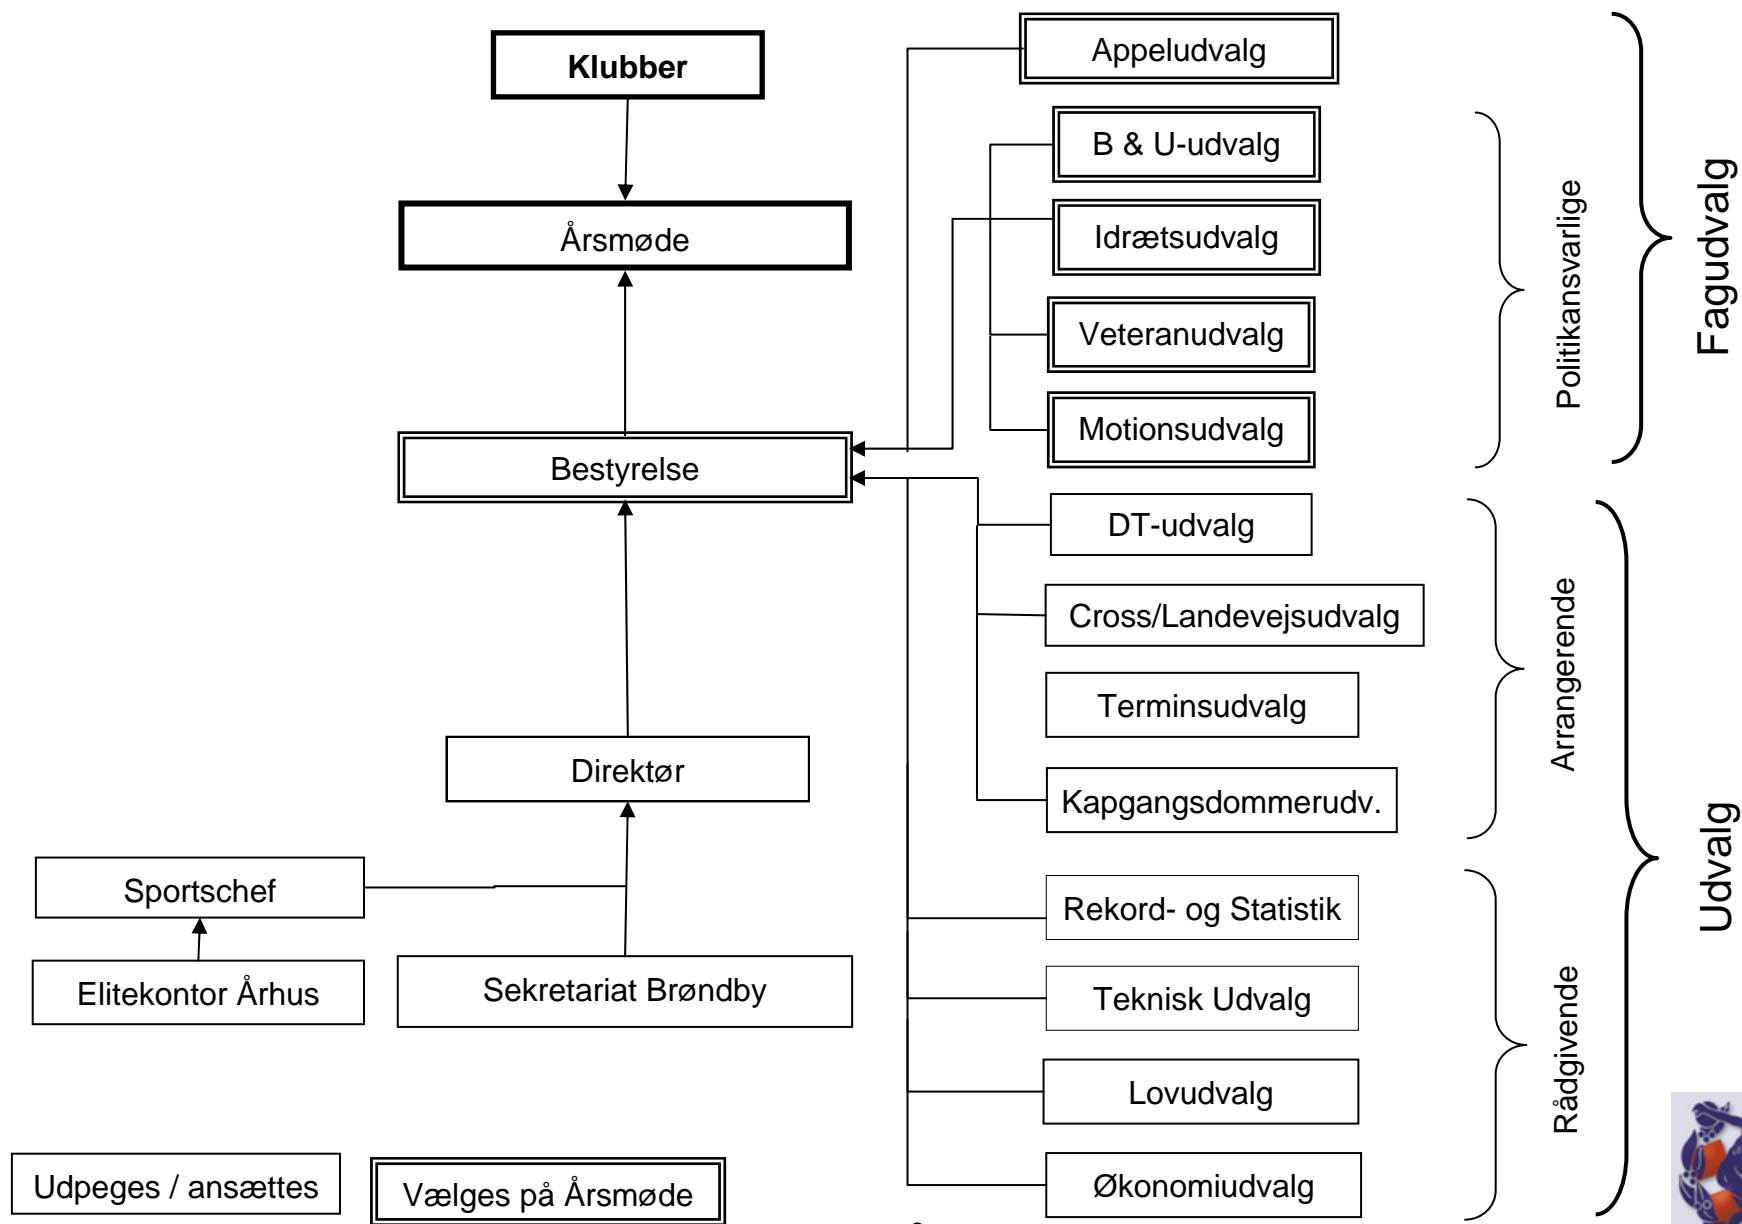 Klubber
Årsmøde
Bestyrelse
Direktør
Sportschef
Elitekontor Århus
Sekretariat Brøndby
Udpeges / ansættes
Vælges på Årsmøde
Appeludvalg
B & U-udvalg
Idrætsudvalg
Veteranudvalg
Motionsudvalg
DT-udvalg
Cross/Landevejsudvalg
Terminsudvalg
Kapgangsdommerudv.
Rekord- og Statistik
Teknisk Udvalg
Lovudvalg
Økonomiudvalg
Politikansvarlige
Arrangerende
Rådgivende
Fagudvalg
Udvalg